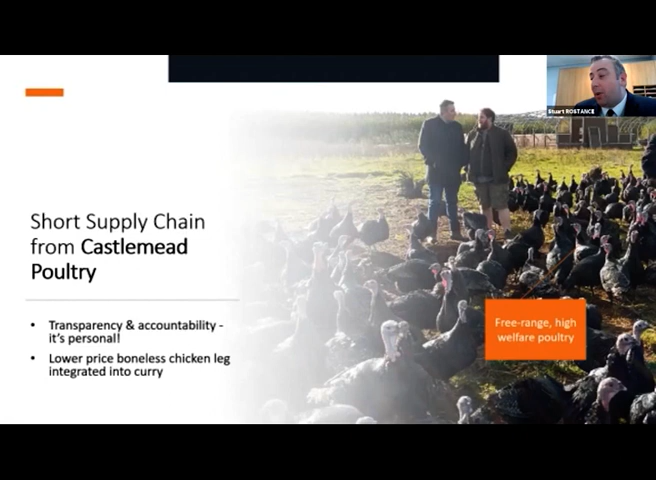 Stuart ROSTANCE
Short Supply Chain
from Castlemead
Poultry
• Transparency & accountability -
it's personal!
• Lower price boneless chicken leg
integrated into curry
Free-range, high
welfare poultry